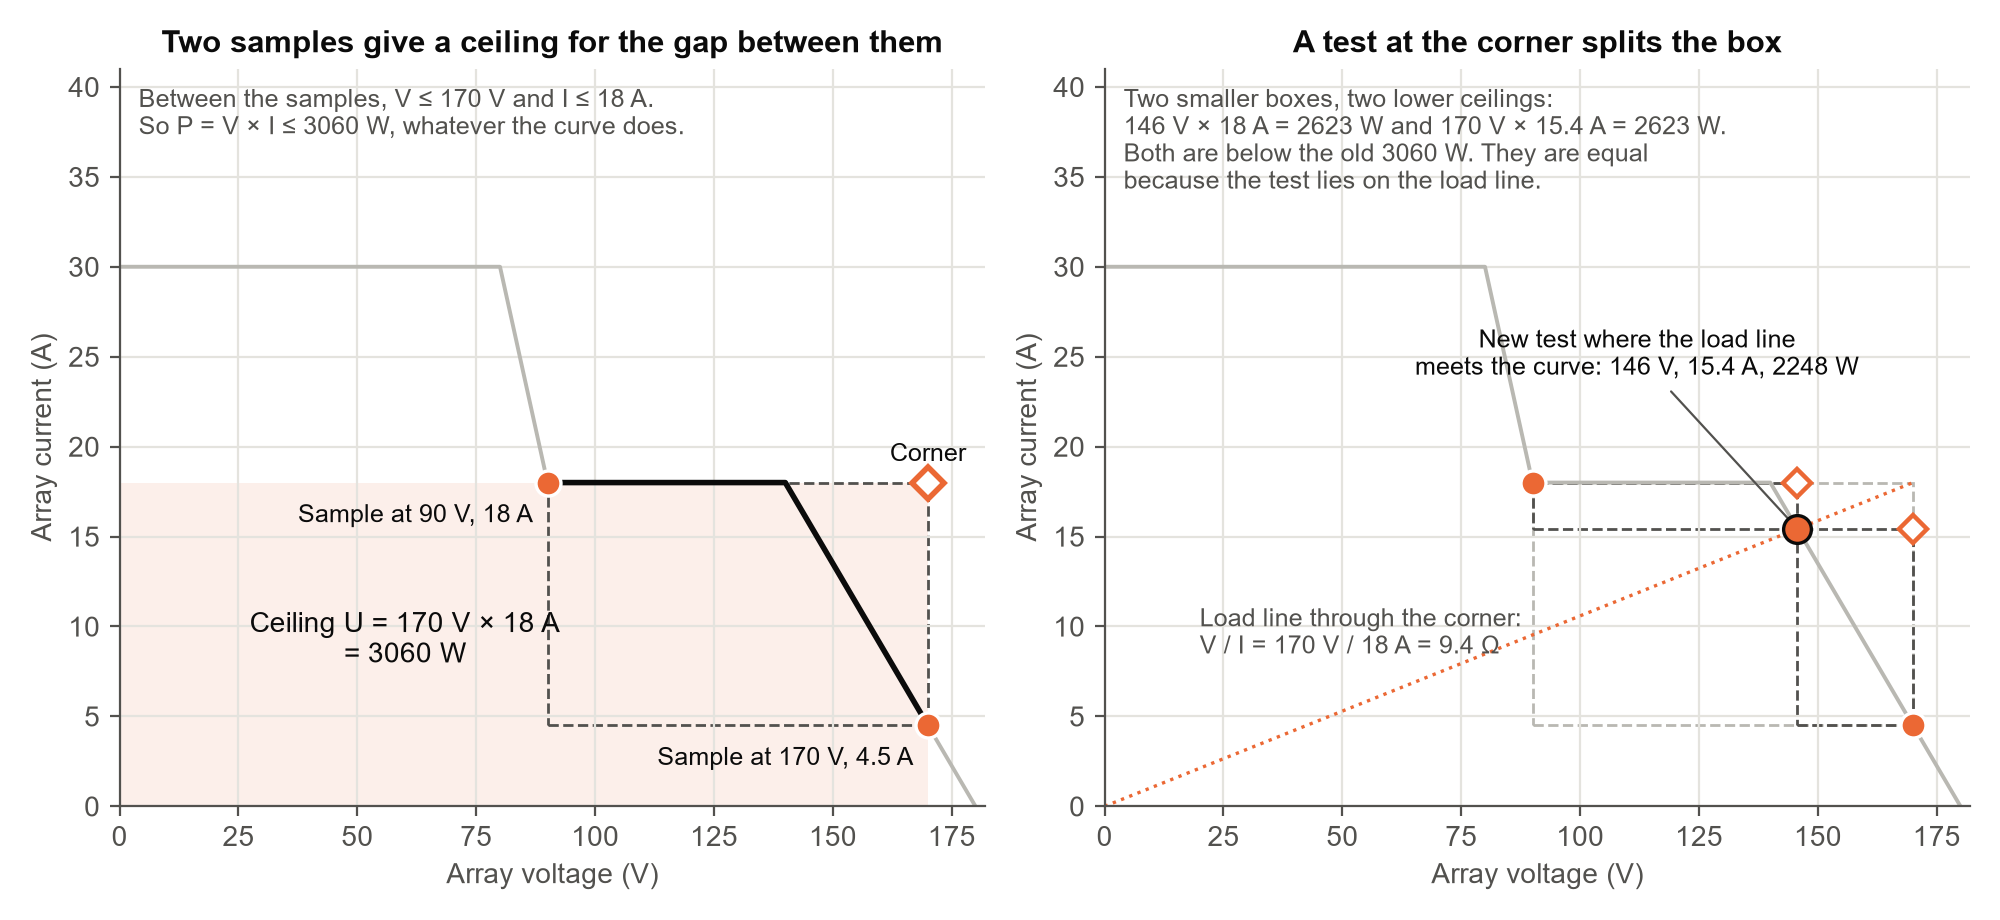 Two samples give a ceiling for the gap between them
Between the samples, V ≤ 170 V and I ≤ 18 A.
So P = V × I ≤ 3060 W, whatever the curve does.
Array current (A)
40
35
30
25
20
15
10
5
0
Corner
Sample at 90 V, 18 A
Ceiling U = 170 V × 18 A
= 3060 W
Sample at 170 V, 4.5 A
0
25
50
75
100
125
150
175
Array voltage (V)
A test at the corner splits the box
Two smaller boxes, two lower ceilings:
146 V × 18 A = 2623 W and 170 V × 15.4 A = 2623 W.
Both are below the old 3060 W. They are equal
because the test lies on the load line.
Array current (A)
40
35
30
25
20
15
10
5
0
New test where the load line
meets the curve: 146 V, 15.4 A, 2248 W
Load line through the corner:
V / I = 170 V / 18 A = 9.4 Ω
0
25
50
75
100
125
150
175
Array voltage (V)